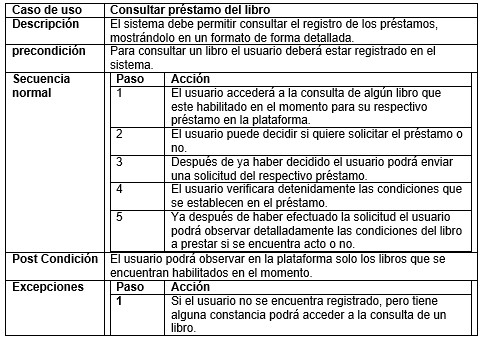 Caso de uso Consultar préstamo del libro
Descripción El sistema debe permitir consultar el registro de los préstamos,
mostrándolo en un formato de forma detallada.
precondición Para consultar un libro el usuario deberá estar registrado en el
sistema.
Secuencia normal
Paso Acción
1 El usuario accederá a la consulta de algún libro que
este habilitado en el momento para su respectivo
préstamo en la plataforma.
2 El usuario puede decidir si quiere solicitar el préstamo o
no.
3 Después de ya haber decidido el usuario podrá enviar
una solicitud del respectivo préstamo.
4 El usuario verificara detenidamente las condiciones que
se establecen en el préstamo.
5 Ya después de haber efectuado la solicitud el usuario
podrá observar detalladamente las condiciones del libro
a prestar si se encuentra acto o no.
Post Condición El usuario podrá observar en la plataforma solo los libros que se
encuentran habilitados en el momento.
Excepciones Paso Acción
1 Si el usuario no se encuentra registrado, pero tiene
alguna constancia podrá acceder a la consulta de un
libro.